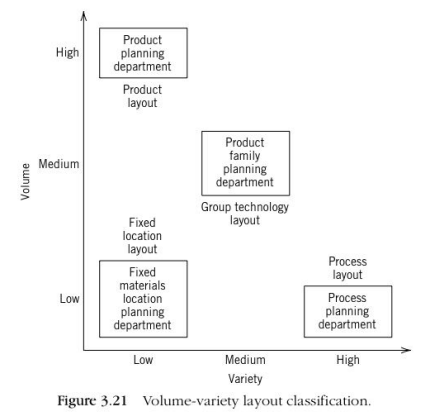 High
Product
planning
department
Product
layout
Volume
Medium
Product
family
planning
department
Group technology
layout
Fixed
location
layout
Low
Fixed
materials
location
planning
department
Process
layout
Process
planning
department
Low
Medium
High
Variety
Figure 3.21 Volume-variety layout classification.